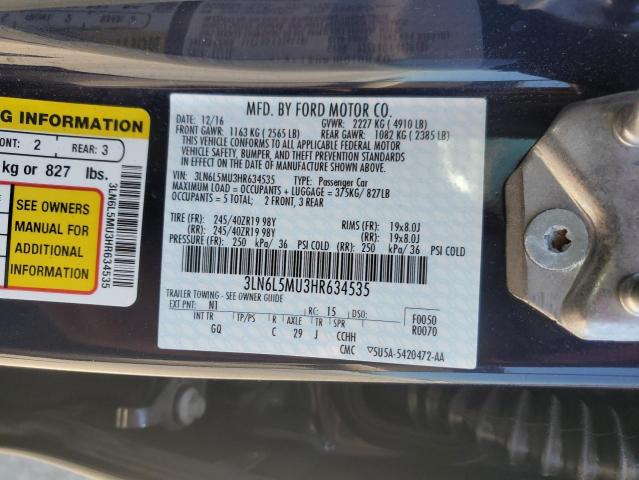 G INFORMATION
ONT: 2 REAR: 3
kg or 827 lbs.
SEE OWNERS
MANUAL FOR
ADDITIONAL
INFORMATION
3LN6L5MU3HR634535
MFD. BY FORD MOTOR CO.
DATE: 12/16 GVWR: 2227 KG ( 4910 LB)
FRONT GAWR: 1163 KG ( 2565 LB) REAR GAWR: 1082 KG ( 2385 LB)
THIS VEHICLE CONFORMS TO ALL APPLICABLE FEDERAL MOTOR
VEHICLE SAFETY, BUMPER, AND THEFT PREVENTION STANDARDS IN
EFFECT ON THE DATE OF MANUFACTURE SHOWN ABOVE.
VIN: 3LN6L5MU3HR634535 TYPE: Passenger Car
MAXIMUM LOAD = OCCUPANTS + LUGGAGE = 375KG/ 827LB
OCCUPANTS = 5 TOTAL: 2 FRONT, 3 REAR
TIRE (FR): 245/40ZR19 98Y RIMS (FR): 19x8.0J
(RR): 245/40ZR19 98Y (RR): 19x8.0J
PRESSURE (FR): 250 kPa/ 36 PSI COLD (RR): 250 kPa/ 36 PSI COLD
3LN6L5MU3HR634535
TRAILER TOWING - SEE OWNER GUIDE
EXT PNT: N1 RC: 15 DSO: F0050
INT TR TP/PS R AXLE TR SPR R0070
GQ C 29 J CCHH
CMC ▽5U5A-5420472-AA